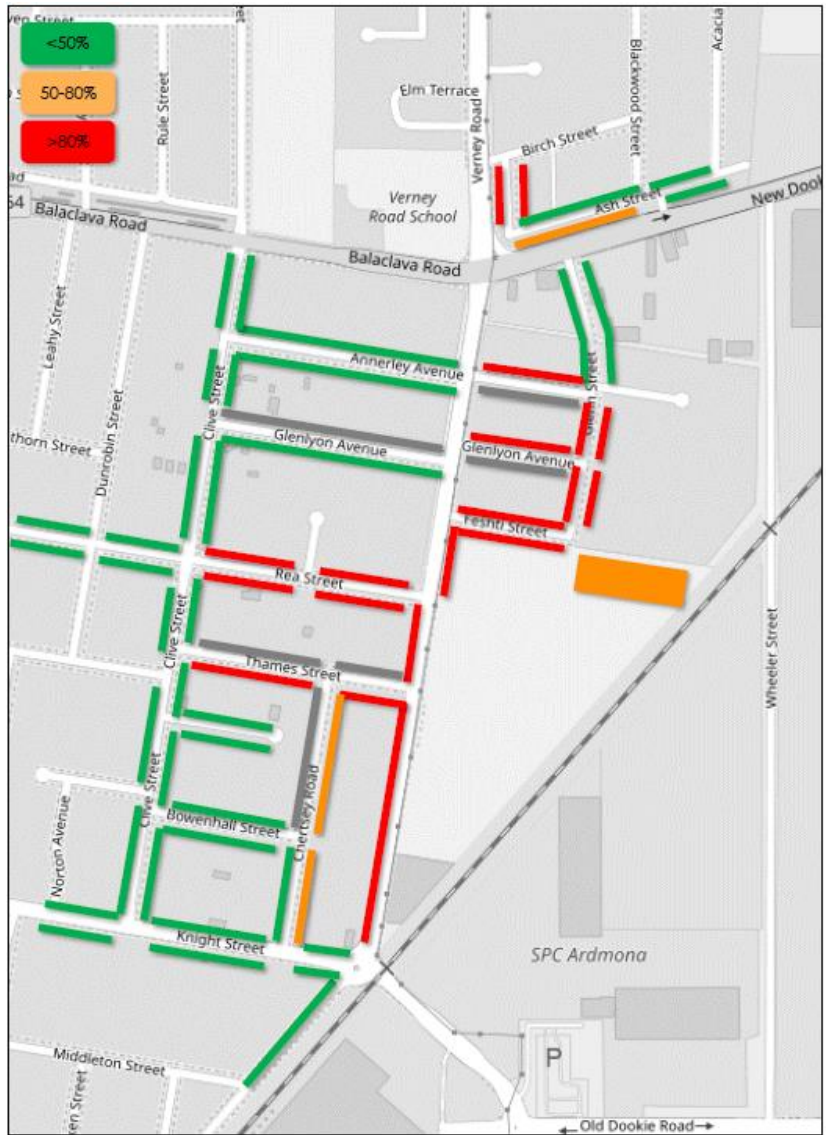 <50%
50-80%
>80%
ven Street
Rule Street
Elm Terrace
Verney Road
Blackwood Street
Acacia
Birch Street
Verney
Road School
Ash Street
New Dook
64
Balaclava Road
Balaclava Road
Leahy Street
Dunrobin Street
Clive Street
Annerley Avenue
Glenlyon Avenue
Glenlyon Avenue
thorn Street
Feshti Street
Rea Street
Clive Street
Thames Street
Wheeler Street
Clive Street
Chertsey Road
Bowenhall Street
Norton Avenue
Knight Street
SPC Ardmona
Middleton Street
P
Old Dookie Road